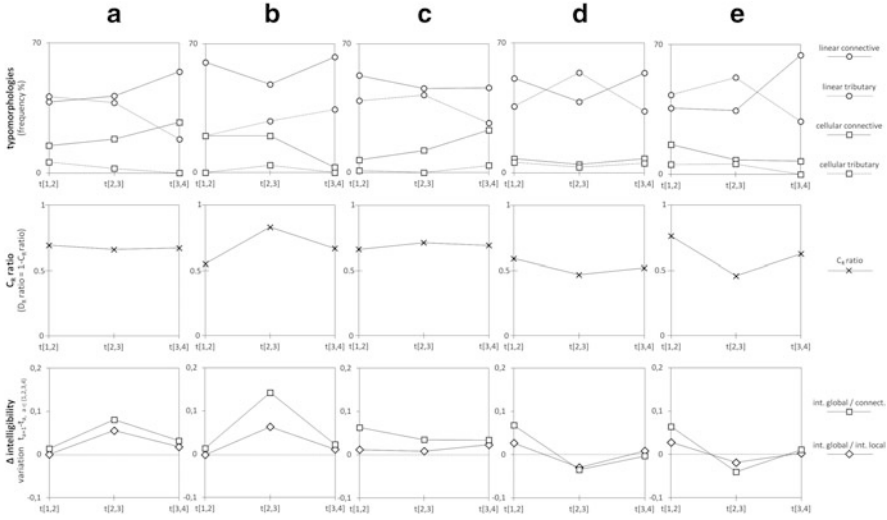 a b c d e
typomorphologies
(frequency %)
70 70 70 70 70
0 0 0 0 0
t[1,2] t[2,3] t[3,4] t[1,2] t[2,3] t[3,4] t[1,2] t[2,3] t[3,4] t[1,2] t[2,3] t[3,4] t[1,2] t[2,3] t[3,4]
linear connective
linear tributary
cellular connective
cellular tributary
(D ratio = 1-C ratio)
1 1 1 1 1
0.5 0.5 0.5 0.5 0.5
0 0 0 0 0
t[1,2] t[2,3] t[3,4] t[1,2] t[2,3] t[3,4] t[1,2] t[2,3] t[3,4] t[1,2] t[2,3] t[3,4] t[1,2] t[2,3] t[3,4]
ratio
Δ intelligibility
variation
0,2 0,2 0,2 0,2 0,2
0,1 0,1 0,1 0,1 0,1
0 0 0 0 0
-0,1 -0,1 -0,1 -0,1 -0,1
t[1,2] t[2,3] t[3,4] t[1,2] t[2,3] t[3,4] t[1,2] t[2,3] t[3,4] t[1,2] t[2,3] t[3,4] t[1,2] t[2,3] t[3,4]
int. global / connect.
int. global / int. local